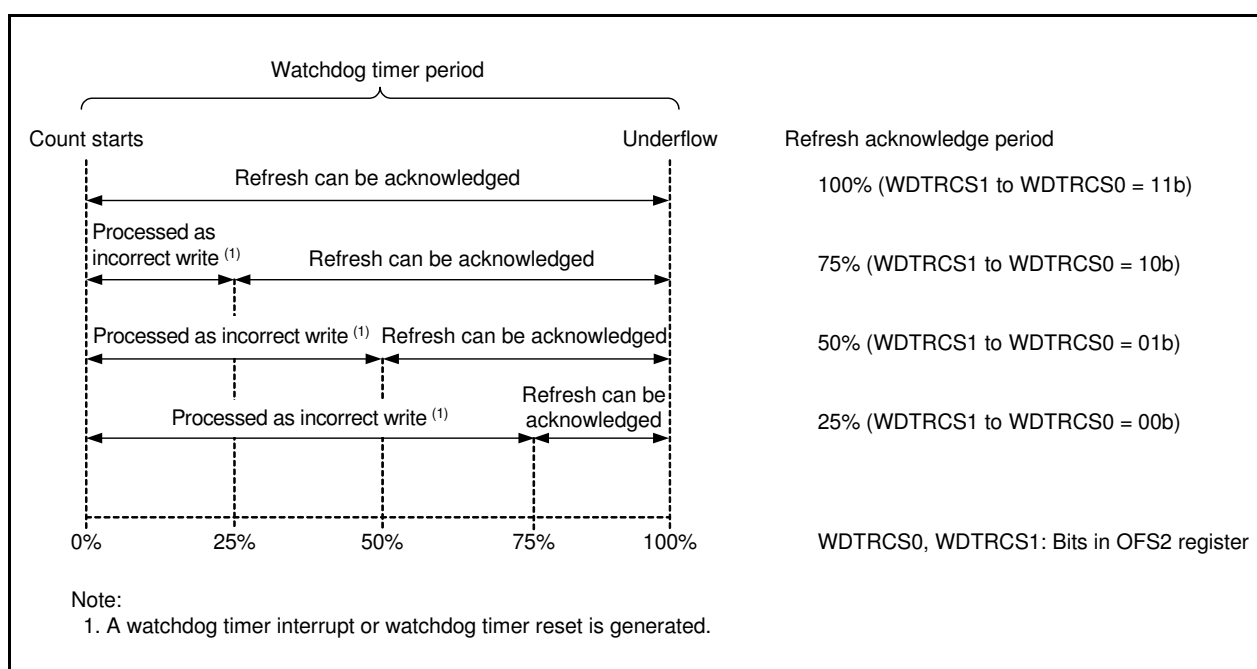 Watchdog timer period
Count starts
Underflow
Refresh acknowledge period
Refresh can be acknowledged
100% (WDTRCS1 to WDTRCS0 = 11b)
Processed as
incorrect write (1)
Refresh can be acknowledged
75% (WDTRCS1 to WDTRCS0 = 10b)
Processed as incorrect write (1)
Refresh can be acknowledged
50% (WDTRCS1 to WDTRCS0 = 01b)
Processed as incorrect write (1)
Refresh can be
acknowledged
25% (WDTRCS1 to WDTRCS0 = 00b)
0%
25%
50%
75%
100%
WDTRCS0, WDTRCS1: Bits in OFS2 register
Note:
1. A watchdog timer interrupt or watchdog timer reset is generated.